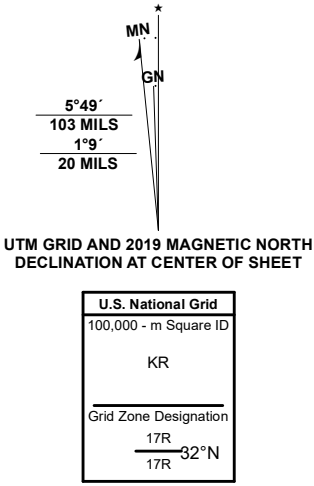 MN
GN
5°49´
103 MILS
1°9´
20 MILS
UTM GRID AND 2019 MAGNETIC NORTH
DECLINATION AT CENTER OF SHEET
U.S. National Grid
100,000 - m Square ID
KR
Grid Zone Designation
17R
32°N
17R